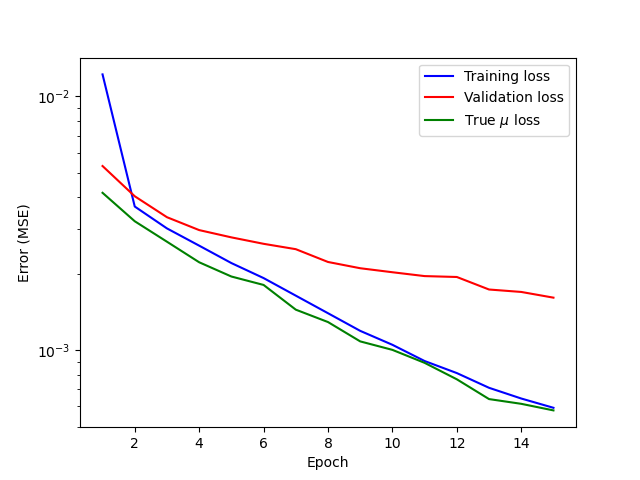 Training loss
Validation loss
True μ loss
10⁻²
10⁻³
Error (MSE)
2 4 6 8 10 12 14
Epoch